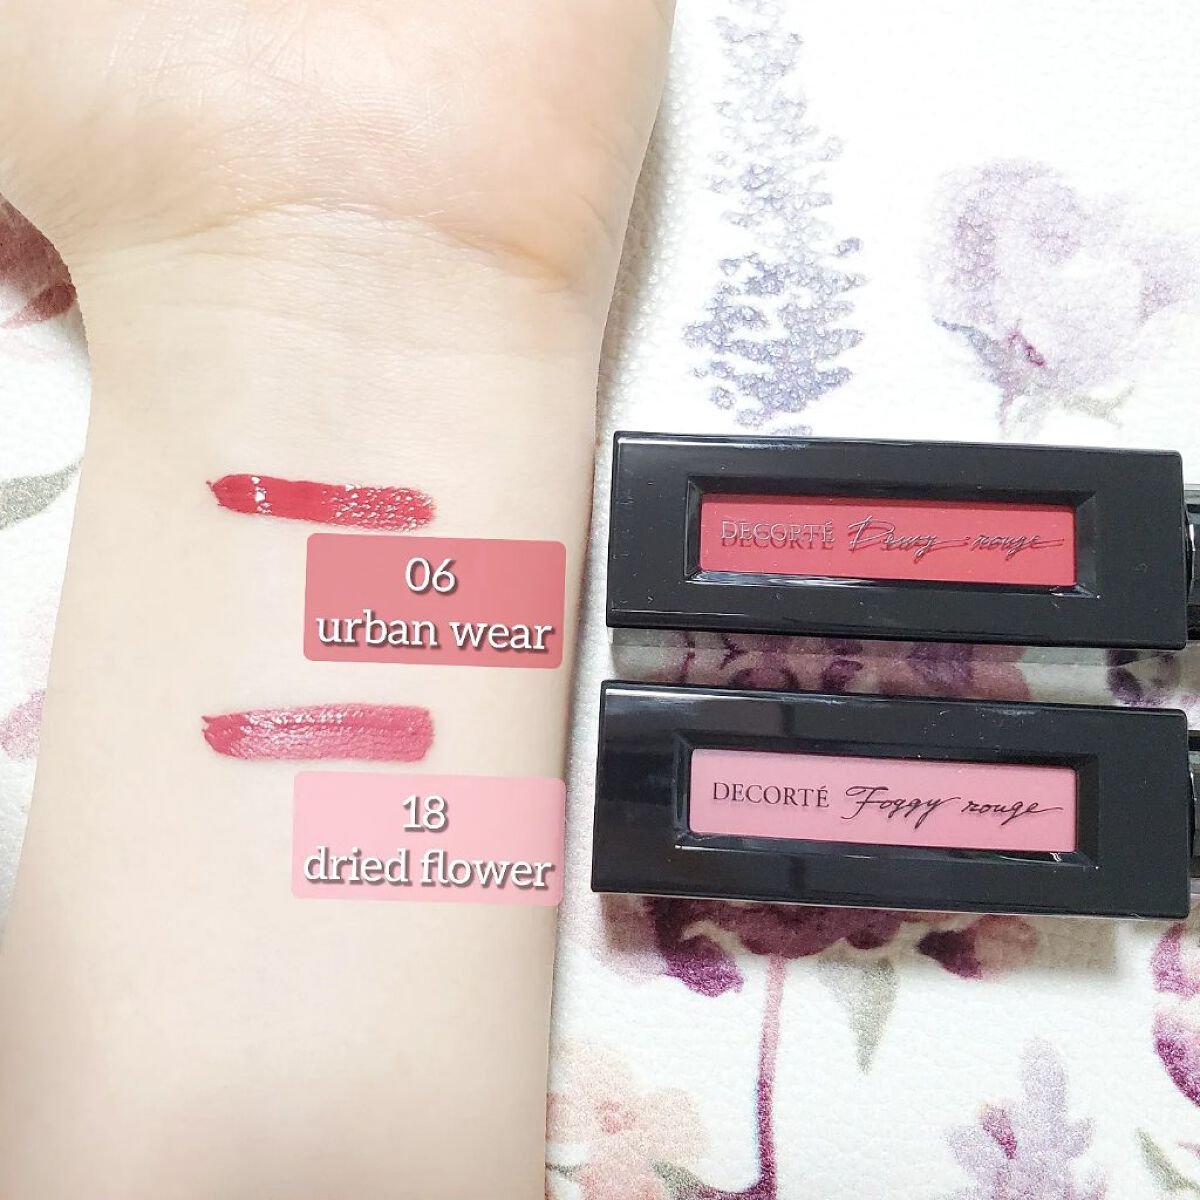 06
urban wear
DECORTÉ Dewy rouge
18
dried flower
DECORTÉ Foggy rouge